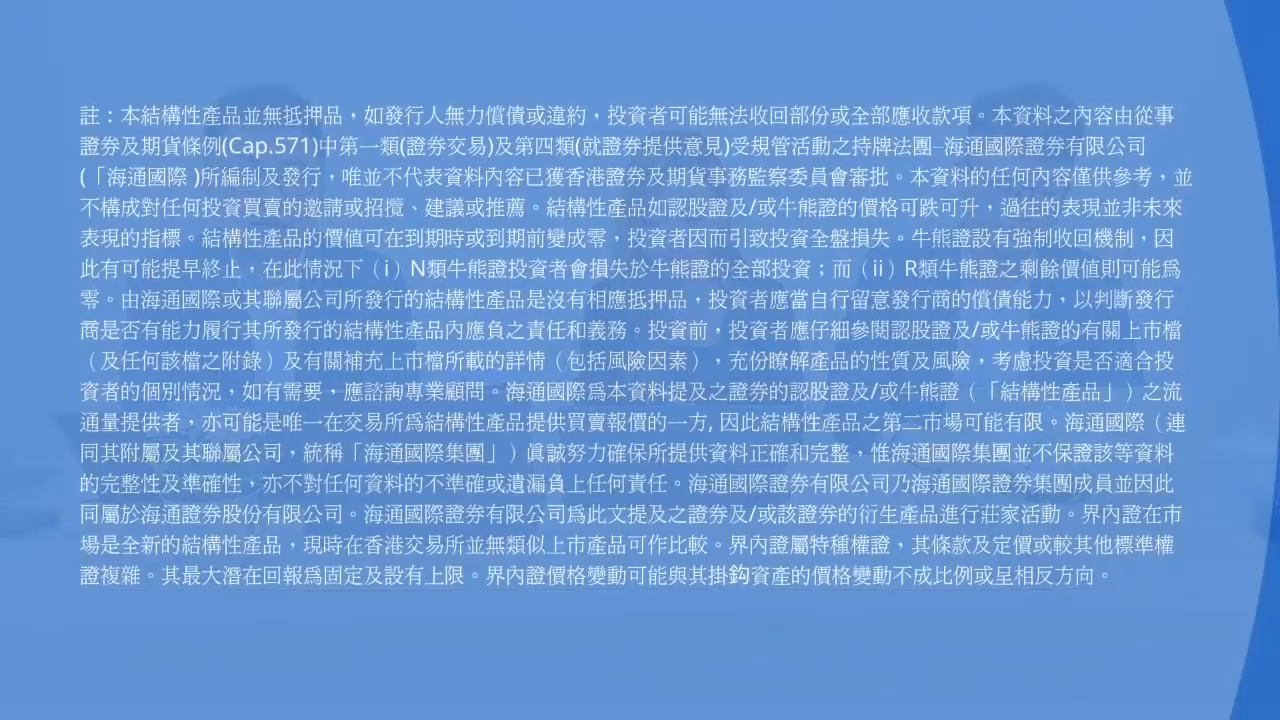 註：本結構性產品並無抵押品，如發行人無力償債或違約，投資者可能無法收回部份或全部應收款項。本資料之內容由從事
證券及期貨條例(Cap.571)中第一類(證券交易)及第四類(就證券提供意見)受規管活動之持牌法團–海通國際證券有限公司
(「海通國際 )所編制及發行，唯並不代表資料內容已獲香港證券及期貨事務監察委員會審批。本資料的任何內容僅供參考，並
不構成對任何投資買賣的邀請或招攬、建議或推薦。結構性產品如認股證及/或牛熊證的價格可跌可升，過往的表現並非未來
表現的指標。結構性產品的價值可在到期時或到期前變成零，投資者因而引致投資全盤損失。牛熊證設有強制收回機制，因
此有可能提早終止，在此情況下（i）N類牛熊證投資者會損失於牛熊證的全部投資；而（ii）R類牛熊證之剩餘價值則可能為
零。由海通國際或其聯屬公司所發行的結構性產品是沒有相應抵押品，投資者應當自行留意發行商的償債能力，以判斷發行
商是否有能力履行其所發行的結構性產品內應負之責任和義務。投資前，投資者應仔細參閱認股證及/或牛熊證的有關上市檔
（及任何該檔之附錄）及有關補充上市檔所載的詳情（包括風險因素），充份瞭解產品的性質及風險，考慮投資是否適合投
資者的個別情況，如有需要，應諮詢專業顧問。海通國際為本資料提及之證券的認股證及/或牛熊證（「結構性產品」）之流
通量提供者，亦可能是唯一在交易所為結構性產品提供買賣報價的一方, 因此結構性產品之第二市場可能有限。海通國際（連
同其附屬及其聯屬公司，統稱「海通國際集團」）真誠努力確保所提供資料正確和完整，惟海通國際集團並不保證該等資料
的完整性及準確性，亦不對任何資料的不準確或遺漏負上任何責任。海通國際證券有限公司乃海通國際證券集團成員並因此
同屬於海通證券股份有限公司。海通國際證券有限公司為此文提及之證券及/或該證券的衍生產品進行莊家活動。界內證在市
場是全新的結構性產品，現時在香港交易所並無類似上市產品可作比較。界內證屬特種權證，其條款及定價或較其他標準權
證複雜。其最大潛在回報為固定及設有上限。界內證價格變動可能與其掛鈎資產的價格變動不成比例或呈相反方向。